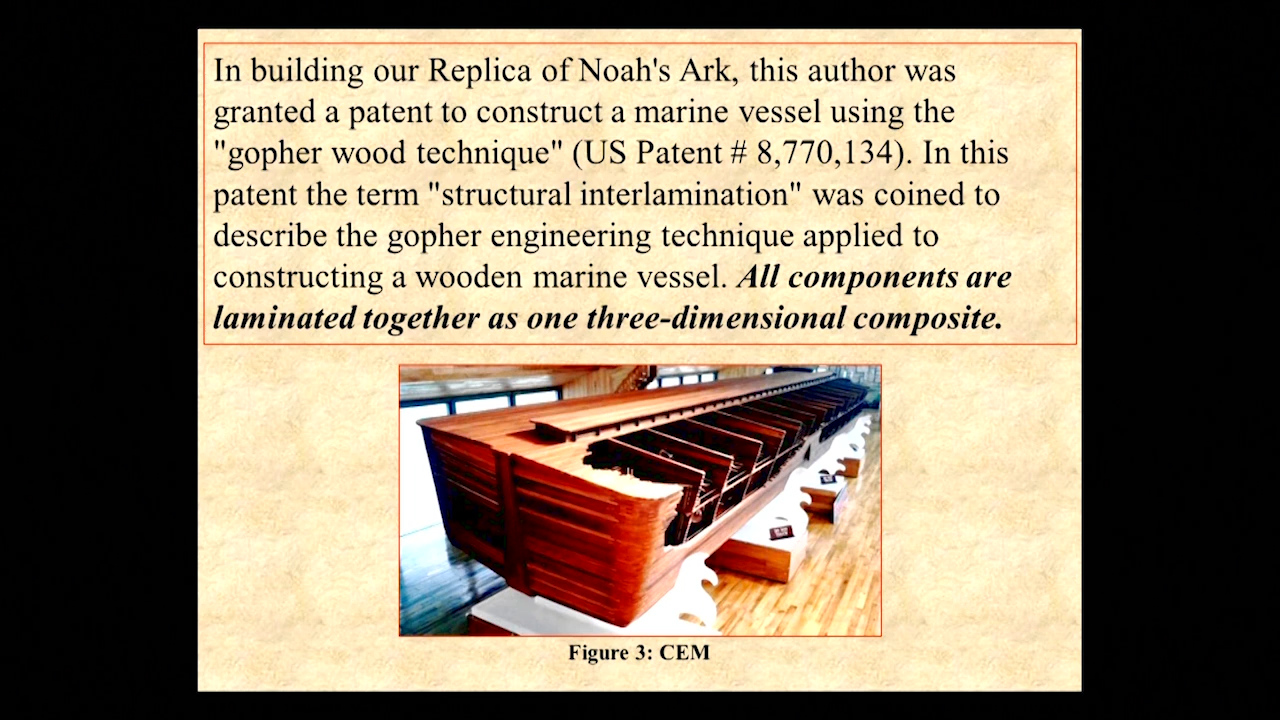 In building our Replica of Noah's Ark, this author was
granted a patent to construct a marine vessel using the
"gopher wood technique" (US Patent # 8,770,134). In this
patent the term "structural interlamination" was coined to
describe the gopher engineering technique applied to
constructing a wooden marine vessel. All components are
laminated together as one three-dimensional composite.
Figure 3: CEM